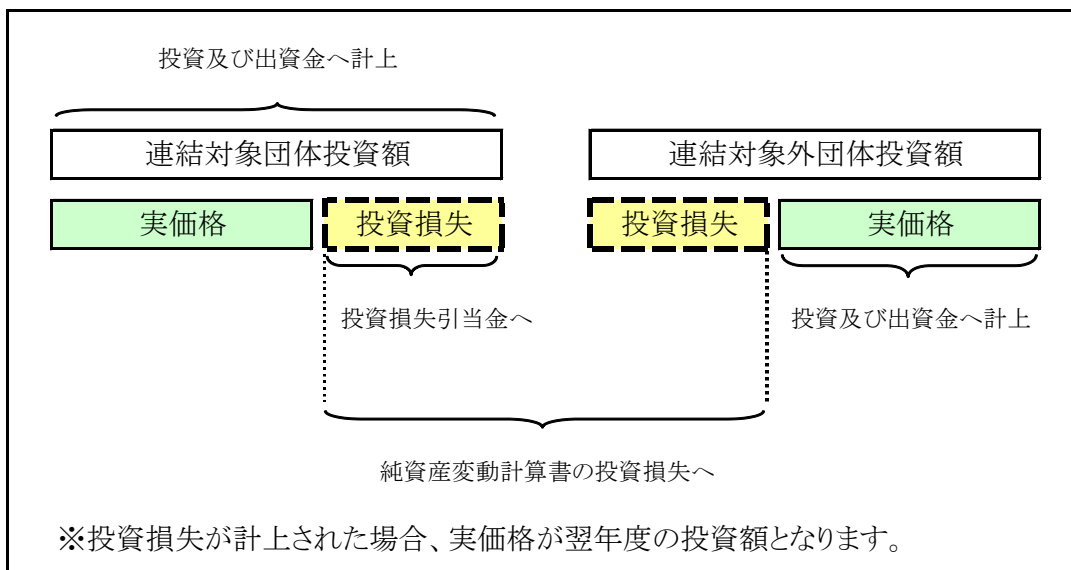 投資及び出資金へ計上
連結対象団体投資額
連結対象外団体投資額
実価格
投資損失
投資損失
実価格
投資損失引当金へ
投資及び出資金へ計上
純資産変動計算書の投資損失へ
※投資損失が計上された場合、実価格が翌年度の投資額となります。